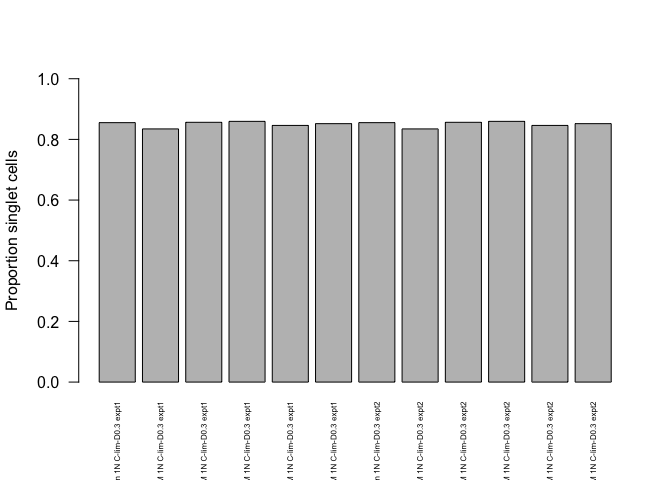 Proportion singlet cells
1.0
0.8
0.6
0.4
0.2
0.0
1N C-lim-D0.3 expt1
1N C-lim-D0.3 expt1
1N C-lim-D0.3 expt1
1N C-lim-D0.3 expt1
1N C-lim-D0.3 expt1
1N C-lim-D0.3 expt1
1N C-lim-D0.3 expt2
1N C-lim-D0.3 expt2
1N C-lim-D0.3 expt2
1N C-lim-D0.3 expt2
1N C-lim-D0.3 expt2
1N C-lim-D0.3 expt2